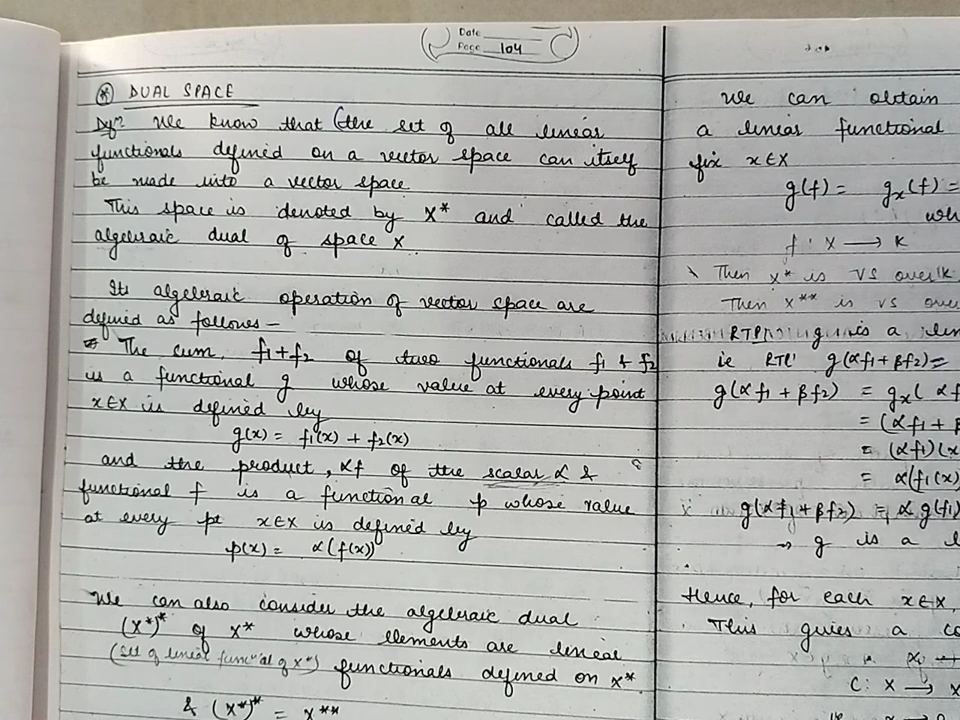 Date
Page 104
* DUAL SPACE
Dfⁿ We know that (the set of all linear
functionals defined on a vector space can itself
be made into a vector space
This space is denoted by X* and called the
algebraic dual of space X
Its algebraic operation of vector space are
defined as follows –
* The sum, f1+f2 of two functionals f1 & f2
is a functional g whose value at every point
x∈X is defined by
g(x) = f1(x) + f2(x)
and the product, αf of the scalar α &
functional f is a functional p whose value
at every pt x∈X is defined by
p(x) = α(f(x))
We can also consider the algebraic dual
(X*)* of X* whose elements are linear
(set of linear functional of X*) functionals defined on X*
& (X*)* = X**
We can obtain
a linear functional
fix x∈X
g(f) = gx(f) =
wh
f : X → K
Then X* is VS over K
Then X** is VS over
RTP g is a lin
ie RTP g(αf1 + βf2) =
g(αf1 + βf2) = gx(αf
= (αf1 + β
= (αf1)(x
= α(f1(x)
g(αf1 + βf2) = α g(f1)
→ g is a l
Hence, for each x∈X,
This gives a co
C: X → X